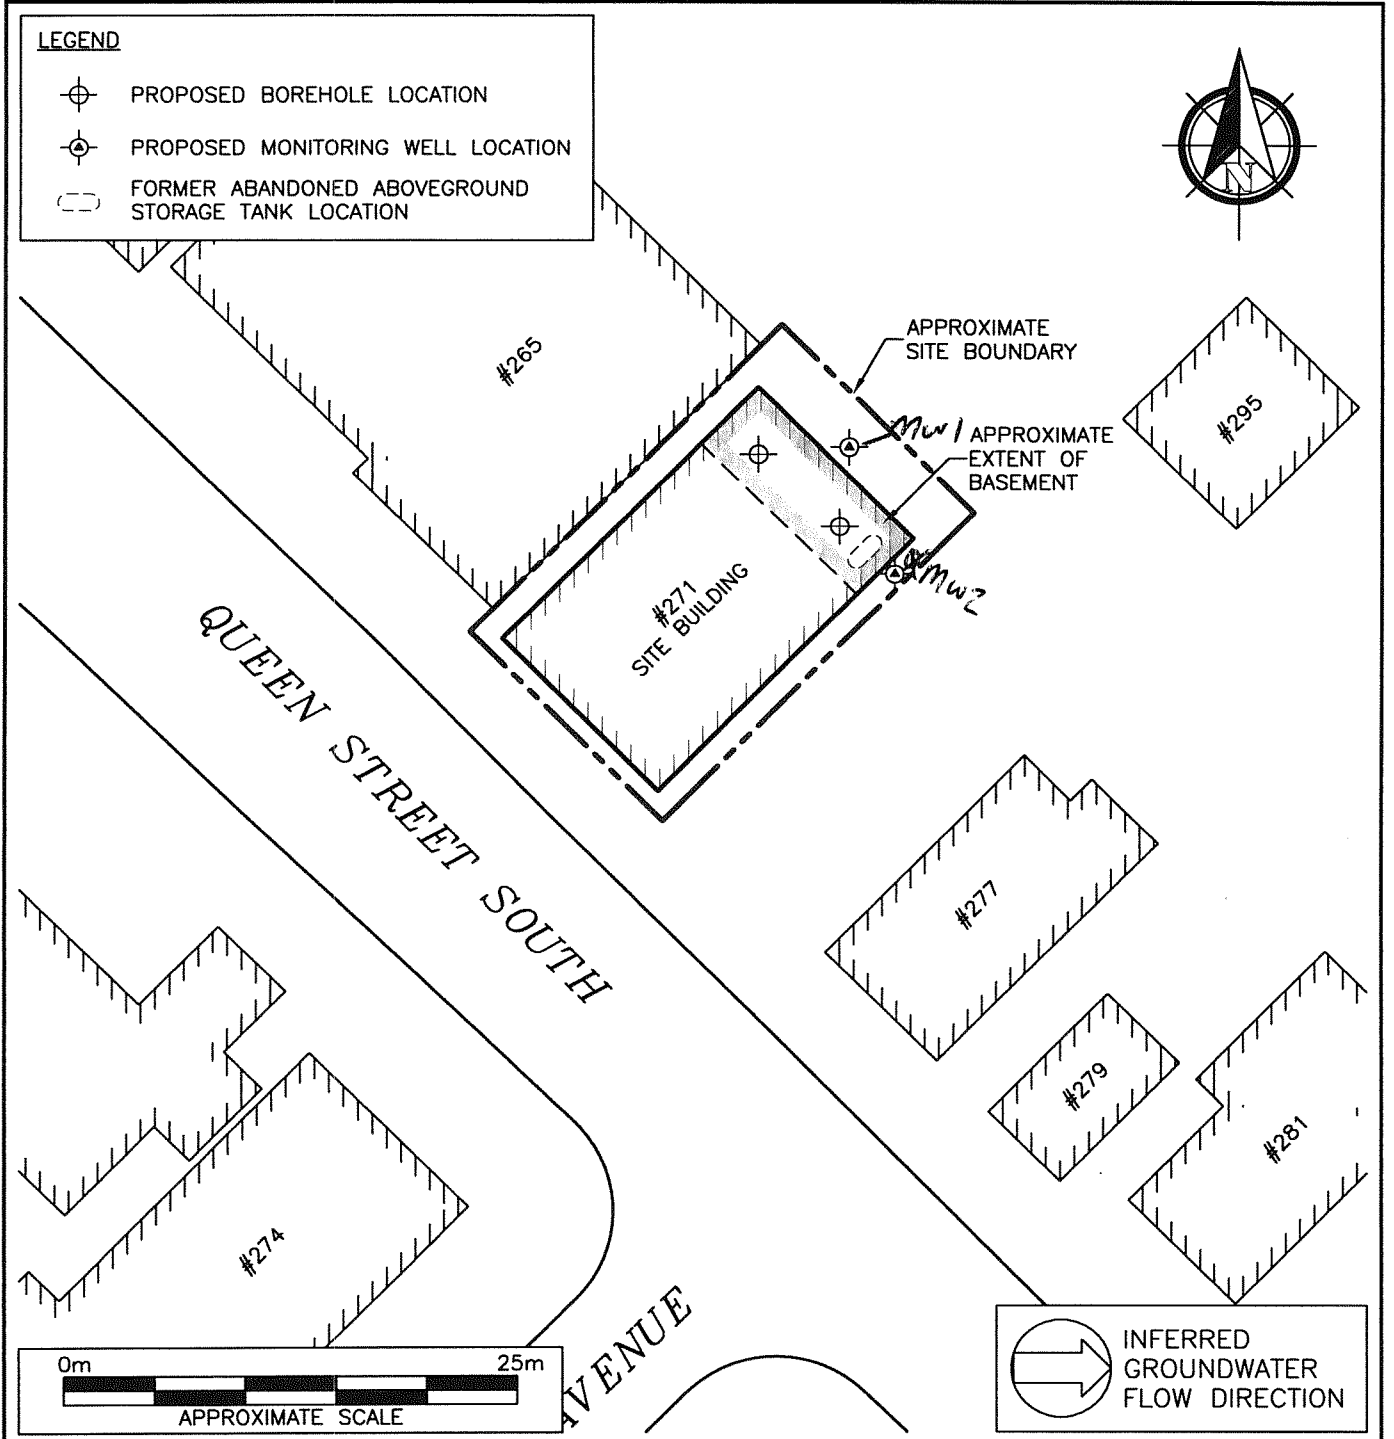 LEGEND
PROPOSED BOREHOLE LOCATION
PROPOSED MONITORING WELL LOCATION
FORMER ABANDONED ABOVEGROUND
STORAGE TANK LOCATION
N
#265
APPROXIMATE
SITE BOUNDARY
#295
MW1
APPROXIMATE
EXTENT OF
BASEMENT
MW2
#271
SITE BUILDING
QUEEN STREET SOUTH
#277
#279
#281
#274
AVENUE
0m 25m
APPROXIMATE SCALE
INFERRED
GROUNDWATER
FLOW DIRECTION